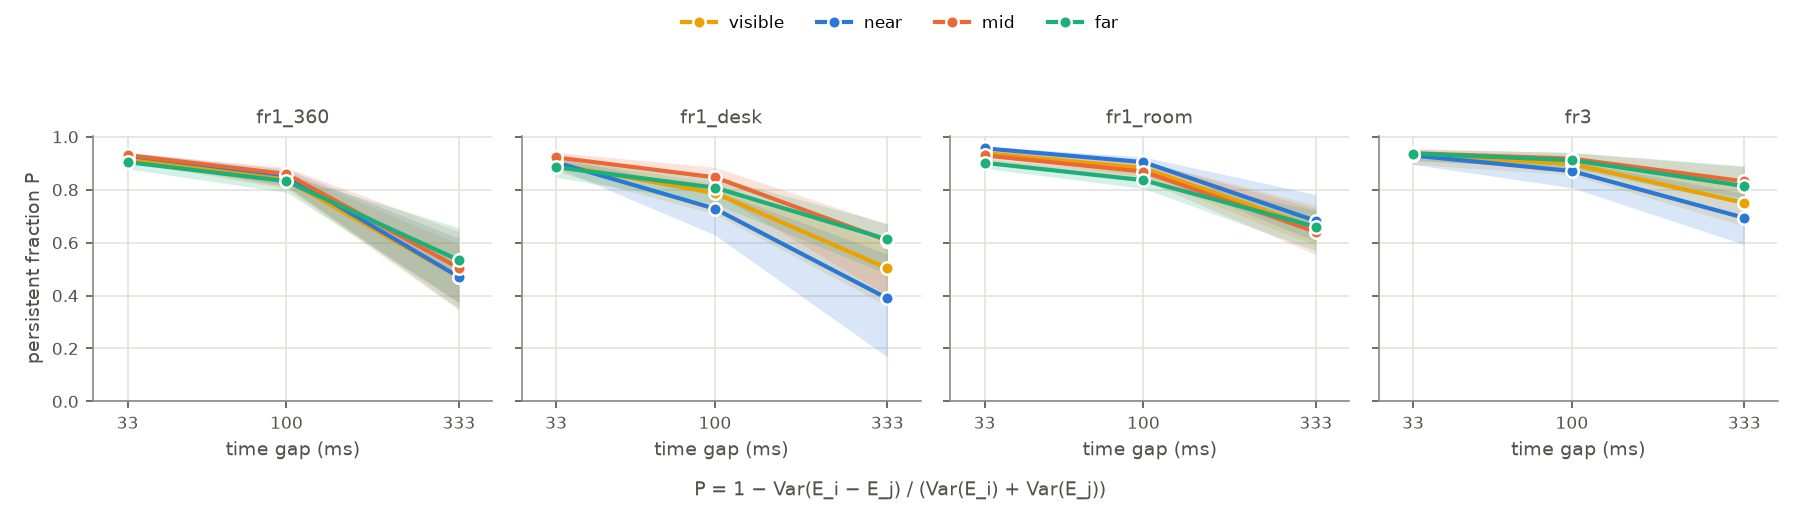 visible near mid far
fr1_360 fr1_desk fr1_room fr3
persistent fraction P
1.0
0.8
0.6
0.4
0.2
0.0
33 100 333 33 100 333 33 100 333 33 100 333
time gap (ms) time gap (ms) time gap (ms) time gap (ms)
P = 1 − Var(E_i − E_j) / (Var(E_i) + Var(E_j))